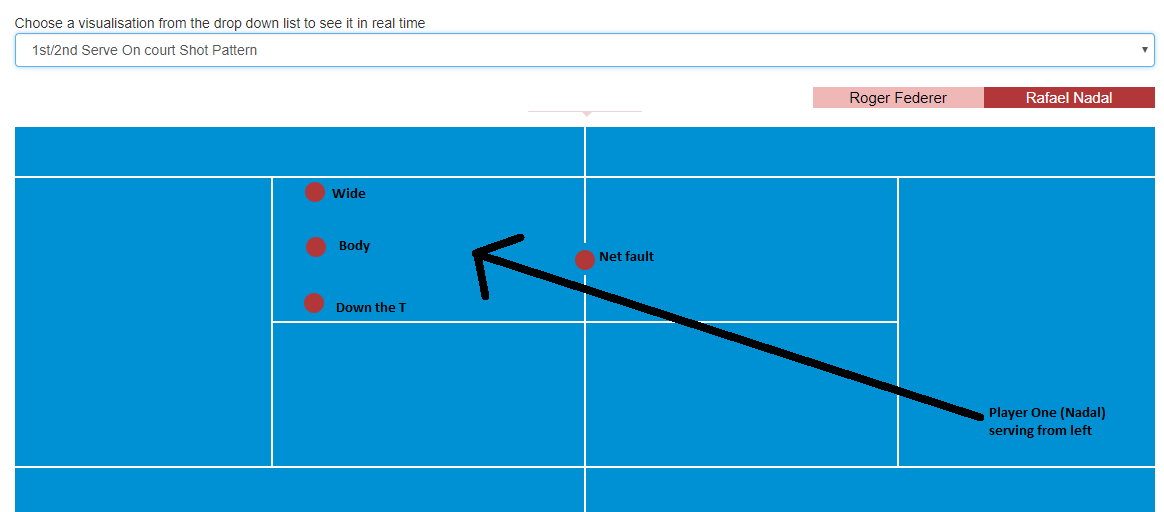 Choose a visualisation from the drop down list to see it in real time
1st/2nd Serve On court Shot Pattern
Roger Federer
Rafael Nadal
Wide
Body
Net fault
Down the T
Player One (Nadal)
serving from left